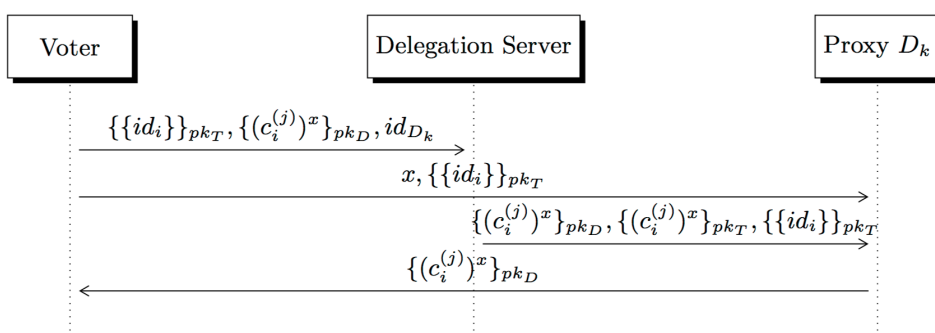 Voter
Delegation Server
Proxy $D_k$
$\{\{id_i\}\}_{pk_T}, \{(c_i^{(j)})^x\}_{pk_D}, id_{D_k}$
$x, \{\{id_i\}\}_{pk_T}$
$\{(c_i^{(j)})^x\}_{pk_D}, \{(c_i^{(j)})^x\}_{pk_T}, \{\{id_i\}\}_{pk_T}$
$\{(c_i^{(j)})^x\}_{pk_D}$